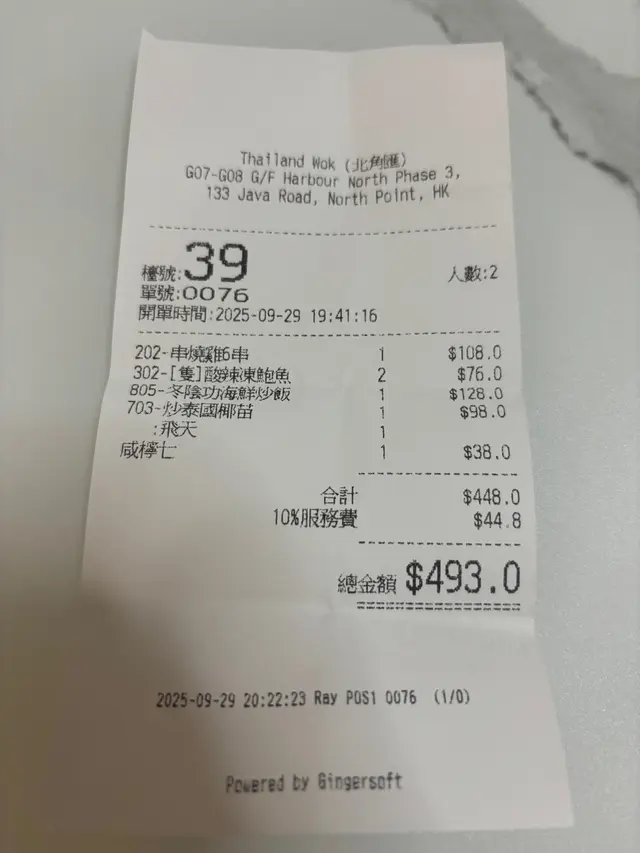 Thailand Wok (北角匯)
G07-G08 G/F Harbour North Phase 3,
133 Java Road, North Point, HK
檯號:39 人數:2
單號:0076
開單時間:2025-09-29 19:41:16
202-串燒雞6串 1 $108.0
302-[隻]酸辣凍鮑魚 2 $76.0
805-冬陰功海鮮炒飯 1 $128.0
703-炒泰國椰苗 1 $98.0
:飛天 1
咸檸七 1 $38.0
合計 $448.0
10%服務費 $44.8
總金額 $493.0
2025-09-29 20:22:23 Ray POS1 0076 (1/0)
Powered by Gingersoft